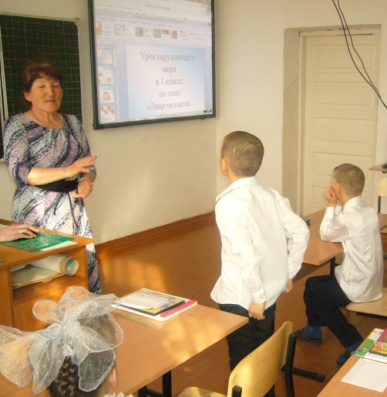 Урок окружающего
мира
в 1 классе
по теме:
«Лицо человека